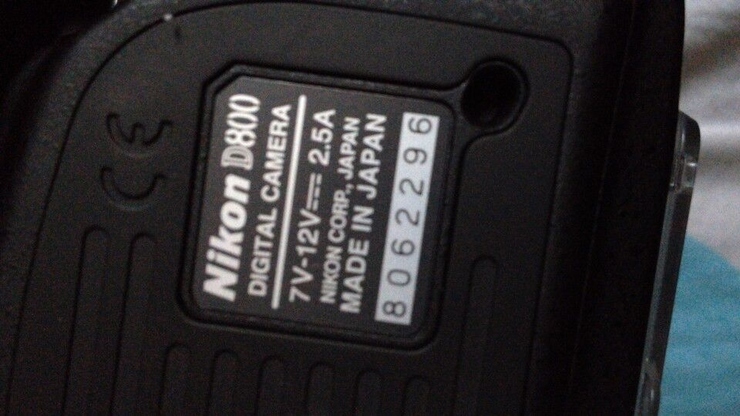 Nikon D800
DIGITAL CAMERA
7V-12V⎓ 2.5A
NIKON CORP., JAPAN
MADE IN JAPAN
8062296
CE